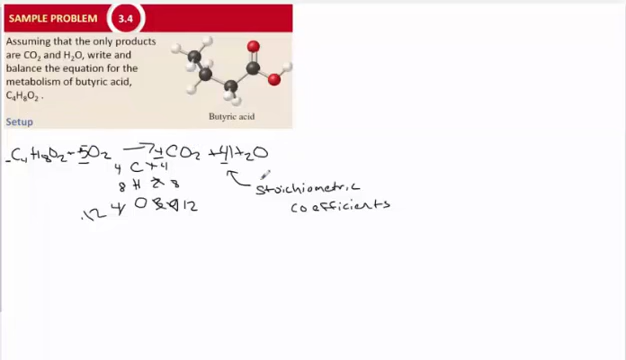 SAMPLE PROBLEM 3.4
Assuming that the only products
are CO₂ and H₂O, write and
balance the equation for the
metabolism of butyric acid,
C₄H₈O₂.
Setup
Butyric acid
_C₄H₈O₂ + 5O₂ → 4CO₂ + 4H₂O
4 C 4
8 H 8
12 O 12
Stoichiometric
coefficients